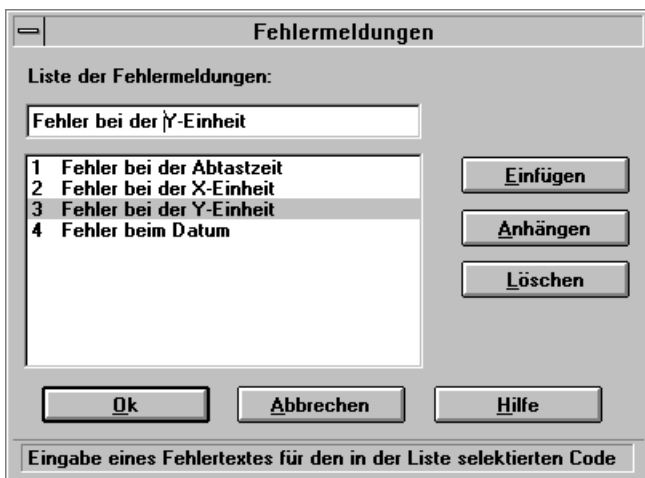 Fehlermeldungen
Liste der Fehlermeldungen:
Fehler bei der Y-Einheit
1 Fehler bei der Abtastzeit
2 Fehler bei der X-Einheit
3 Fehler bei der Y-Einheit
4 Fehler beim Datum
Einfügen
Anhängen
Löschen
Ok
Abbrechen
Hilfe
Eingabe eines Fehlertextes für den in der Liste selektierten Code